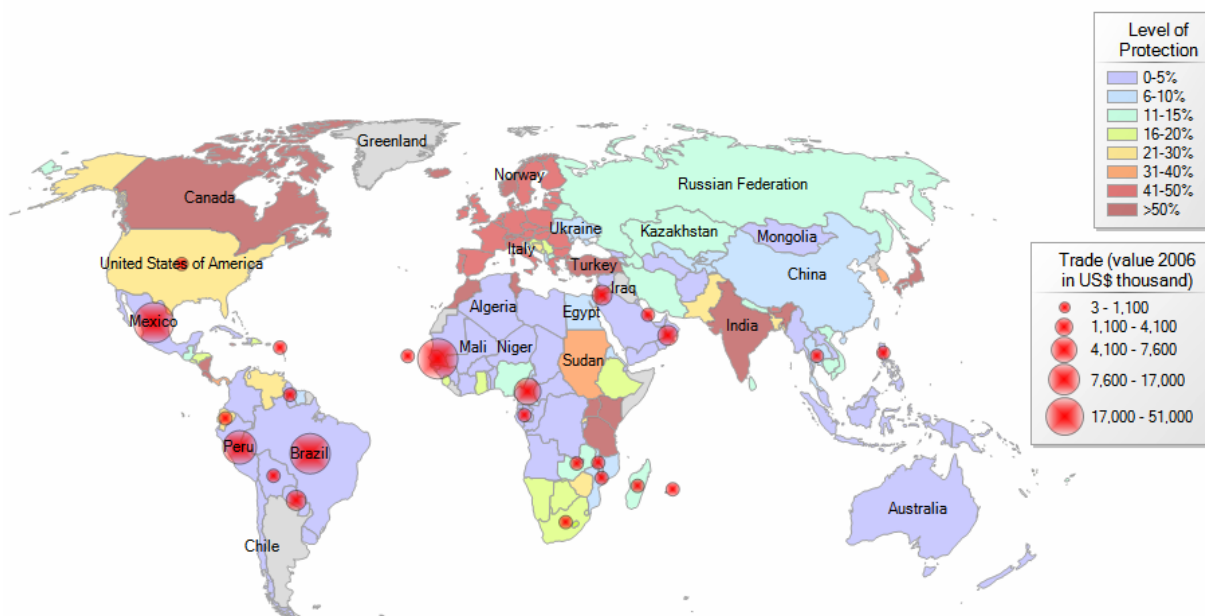 Level of
Protection
0-5%
6-10%
11-15%
16-20%
21-30%
31-40%
41-50%
>50%
Greenland
Norway
Canada
Russian Federation
Ukraine
Kazakhstan
Mongolia
Italy
Turkey
United States of America
China
Iraq
Trade (value 2006
in US$ thousand)
3 - 1,100
1,100 - 4,100
4,100 - 7,600
7,600 - 17,000
17,000 - 51,000
Algeria
Egypt
Mexico
India
Mali
Niger
Sudan
Peru
Brazil
Australia
Chile